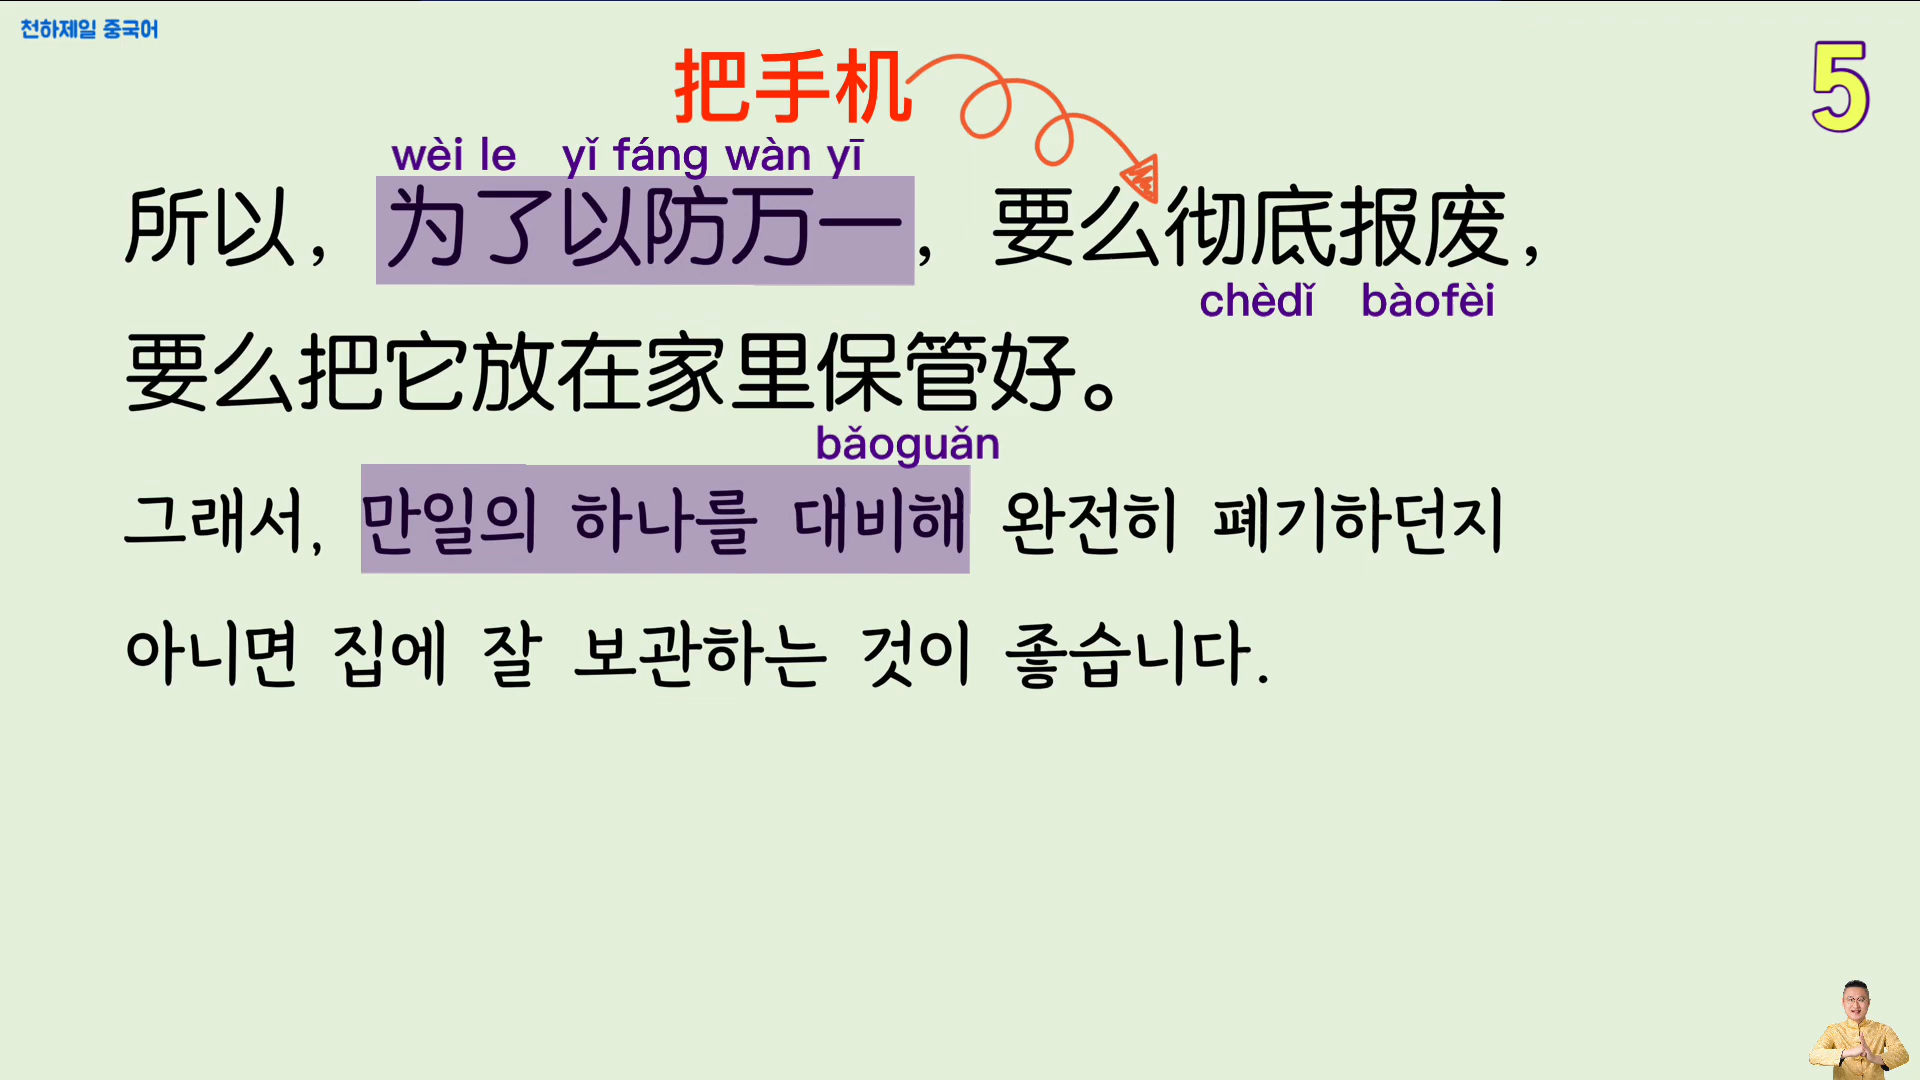 천하제일 중국어
5
把手机
wèi le yǐ fáng wàn yī
所以，为了以防万一，要么彻底报废，
chèdǐ bàofèi
要么把它放在家里保管好。
bǎoguǎn
그래서, 만일의 하나를 대비해 완전히 폐기하던지
아니면 집에 잘 보관하는 것이 좋습니다.